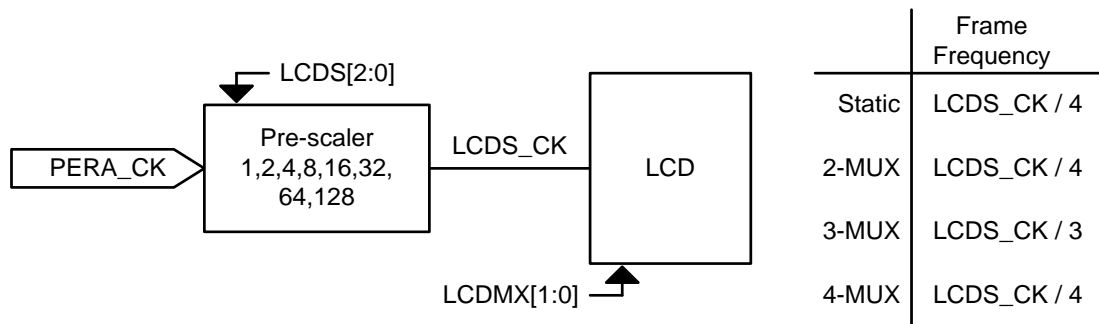 LCDS[2:0]
PERA_CK
Pre-scaler
1,2,4,8,16,32,
64,128
LCDS_CK
LCD
LCDMX[1:0]
Frame
Frequency
Static LCDS_CK / 4
2-MUX LCDS_CK / 4
3-MUX LCDS_CK / 3
4-MUX LCDS_CK / 4